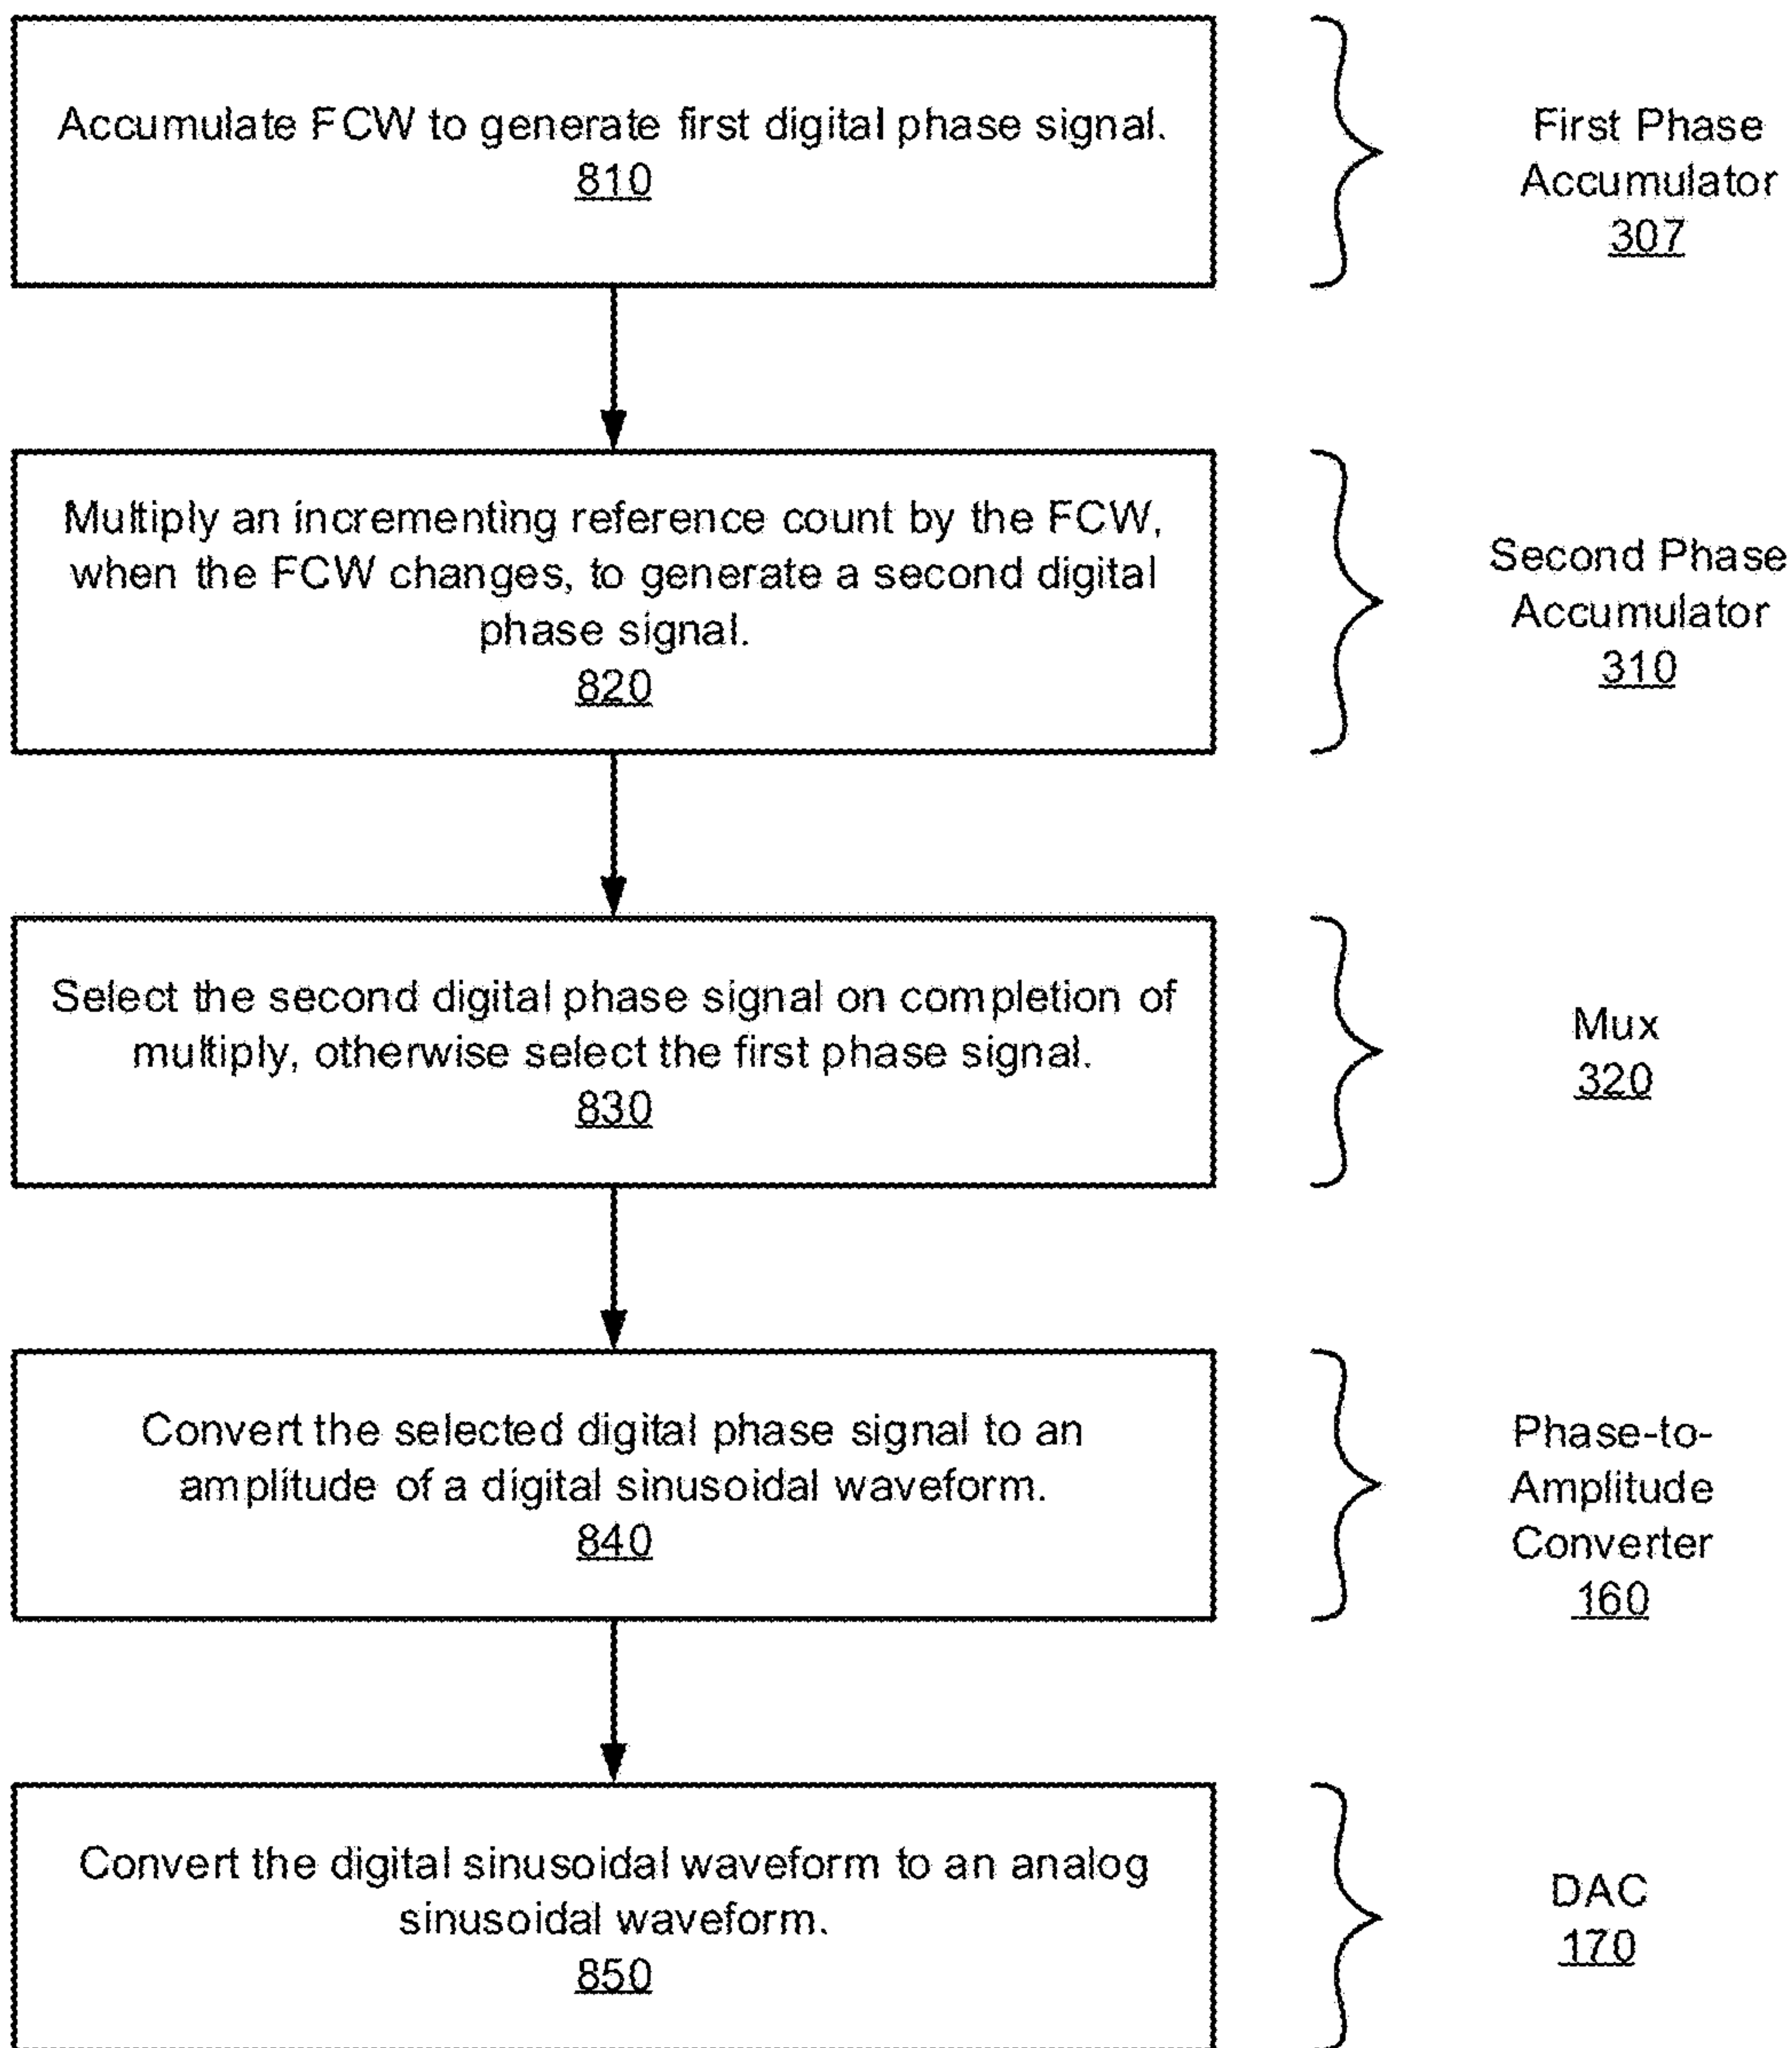 Accumulate FCW to generate first digital phase signal.
810
First Phase
Accumulator
307
Multiply an incrementing reference count by the FCW,
when the FCW changes, to generate a second digital
phase signal.
820
Second Phase
Accumulator
310
Select the second digital phase signal on completion of
multiply, otherwise select the first phase signal.
830
Mux
320
Convert the selected digital phase signal to an
amplitude of a digital sinusoidal waveform.
840
Phase-to-
Amplitude
Converter
160
Convert the digital sinusoidal waveform to an analog
sinusoidal waveform.
850
DAC
170